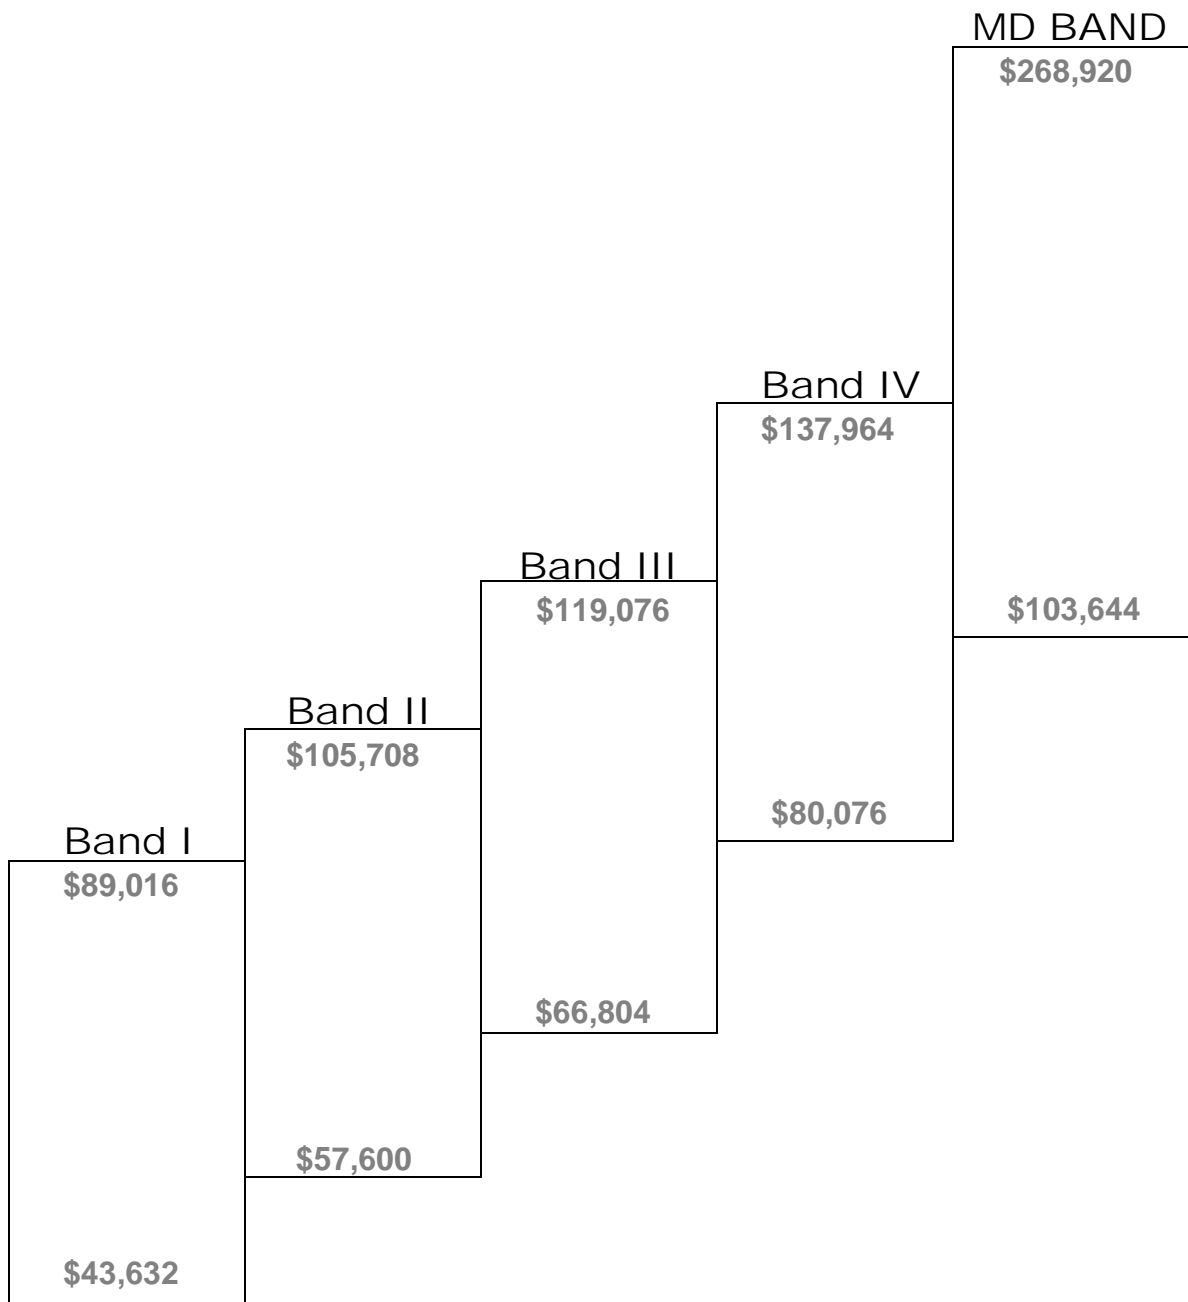 MD BAND
$268,920
Band IV
$137,964
Band III
$119,076
$103,644
Band II
$105,708
$80,076
Band I
$89,016
$66,804
$57,600
$43,632